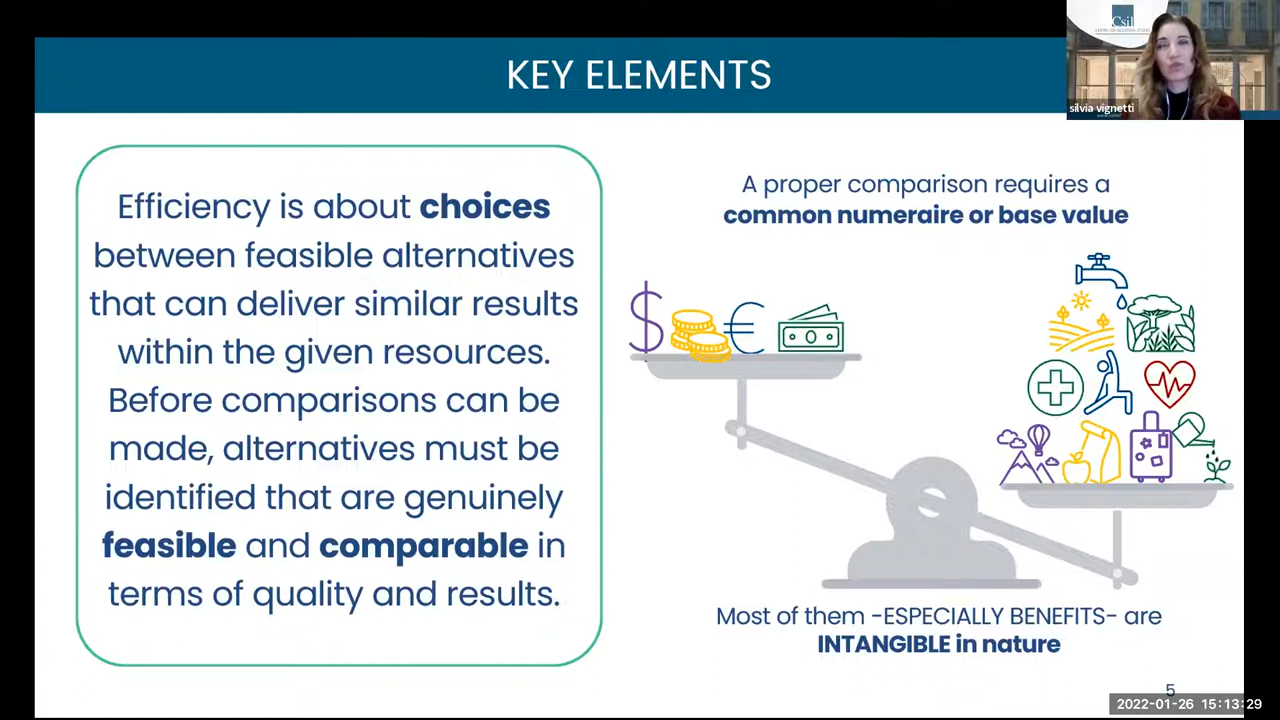 KEY ELEMENTS
Csil
silvia vignetti
Efficiency is about choices
between feasible alternatives
that can deliver similar results
within the given resources.
Before comparisons can be
made, alternatives must be
identified that are genuinely
feasible and comparable in
terms of quality and results.
A proper comparison requires a
common numeraire or base value
$
€
Most of them -ESPECIALLY BENEFITS- are
INTANGIBLE in nature
5
2022-01-26 15:13:29